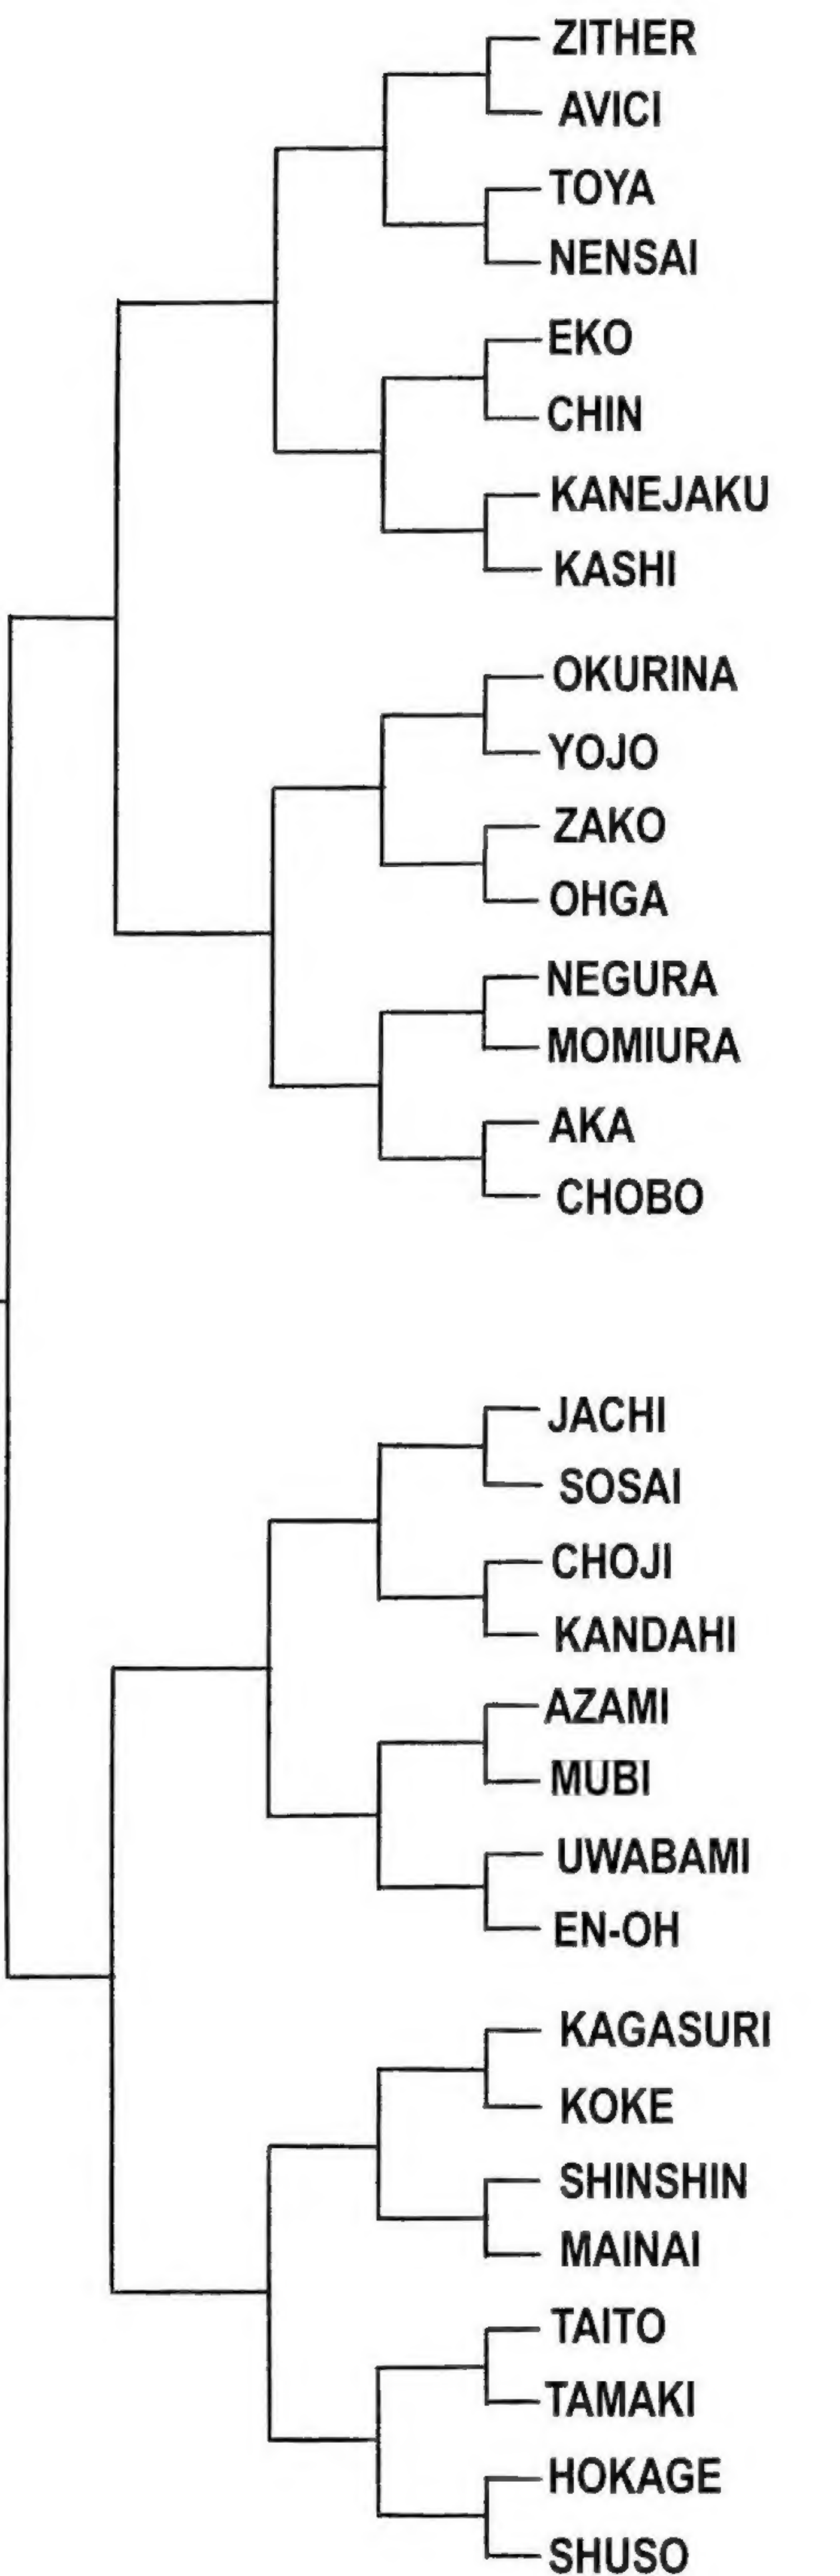 ZITHER
AVICI
TOYA
NENSAI
EKO
CHIN
KANEJAKU
KASHI
OKURINA
YOJO
ZAKO
OHGA
NEGURA
MOMIURA
AKA
CHOBO
JACHI
SOSAI
CHOJI
KANDAHI
AZAMI
MUBI
UWABAMI
EN-OH
KAGASURI
KOKE
SHINSHIN
MAINAI
TAITO
TAMAKI
HOKAGE
SHUSO